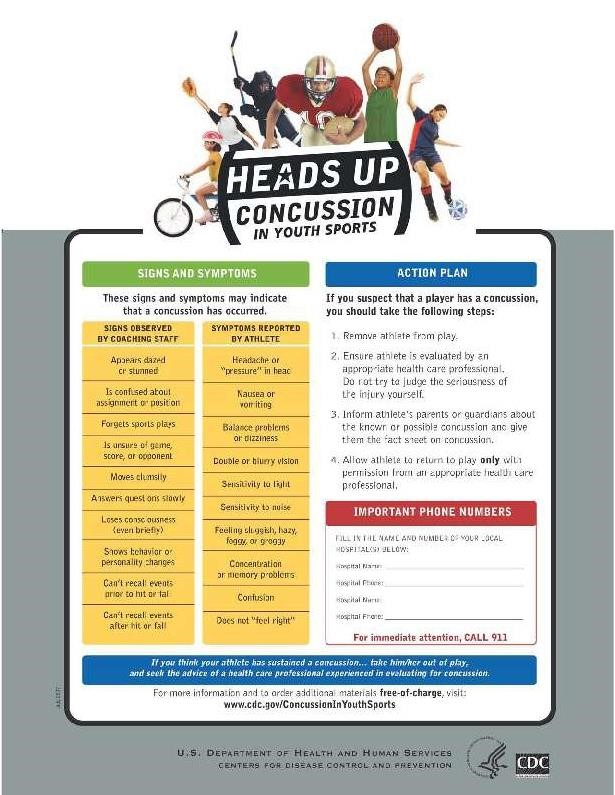 HEADS UP
CONCUSSION
IN YOUTH SPORTS
SIGNS AND SYMPTOMS
These signs and symptoms may indicate
that a concussion has occurred.
SIGNS OBSERVED
BY COACHING STAFF
Appears dazed
or stunned
Is confused about
assignment or position
Forgets sports plays
Is unsure of game,
score, or opponent
Moves clumsily
Answers questions slowly
Loses consciousness
(even briefly)
Shows behavior or
personality changes
Can't recall events
prior to hit or fall
Can't recall events
after hit or fall
SYMPTOMS REPORTED
BY ATHLETE
Headache or
"pressure" in head
Nausea or
vomiting
Balance problems
or dizziness
Double or blurry vision
Sensitivity to light
Sensitivity to noise
Feeling sluggish, hazy,
foggy, or groggy
Concentration
or memory problems
Confusion
Does not "feel right"
ACTION PLAN
If you suspect that a player has a concussion,
you should take the following steps:
1. Remove athlete from play.
2. Ensure athlete is evaluated by an
appropriate health care professional.
Do not try to judge the seriousness of
the injury yourself.
3. Inform athlete's parents or guardians about
the known or possible concussion and give
them the fact sheet on concussion.
4. Allow athlete to return to play only with
permission from an appropriate health care
professional.
IMPORTANT PHONE NUMBERS
FILL IN THE NAME AND NUMBER OF YOUR LOCAL
HOSPITAL(S) BELOW:
Hospital Name:
Hospital Phone:
Hospital Name:
Hospital Phone:
For immediate attention, CALL 911
If you think your athlete has sustained a concussion... take him/her out of play,
and seek the advice of a health care professional experienced in evaluating for concussion.
For more information and to order additional materials free-of-charge, visit:
www.cdc.gov/ConcussionInYouthSports
U.S. DEPARTMENT OF HEALTH AND HUMAN SERVICES
CENTERS FOR DISEASE CONTROL AND PREVENTION
CDC